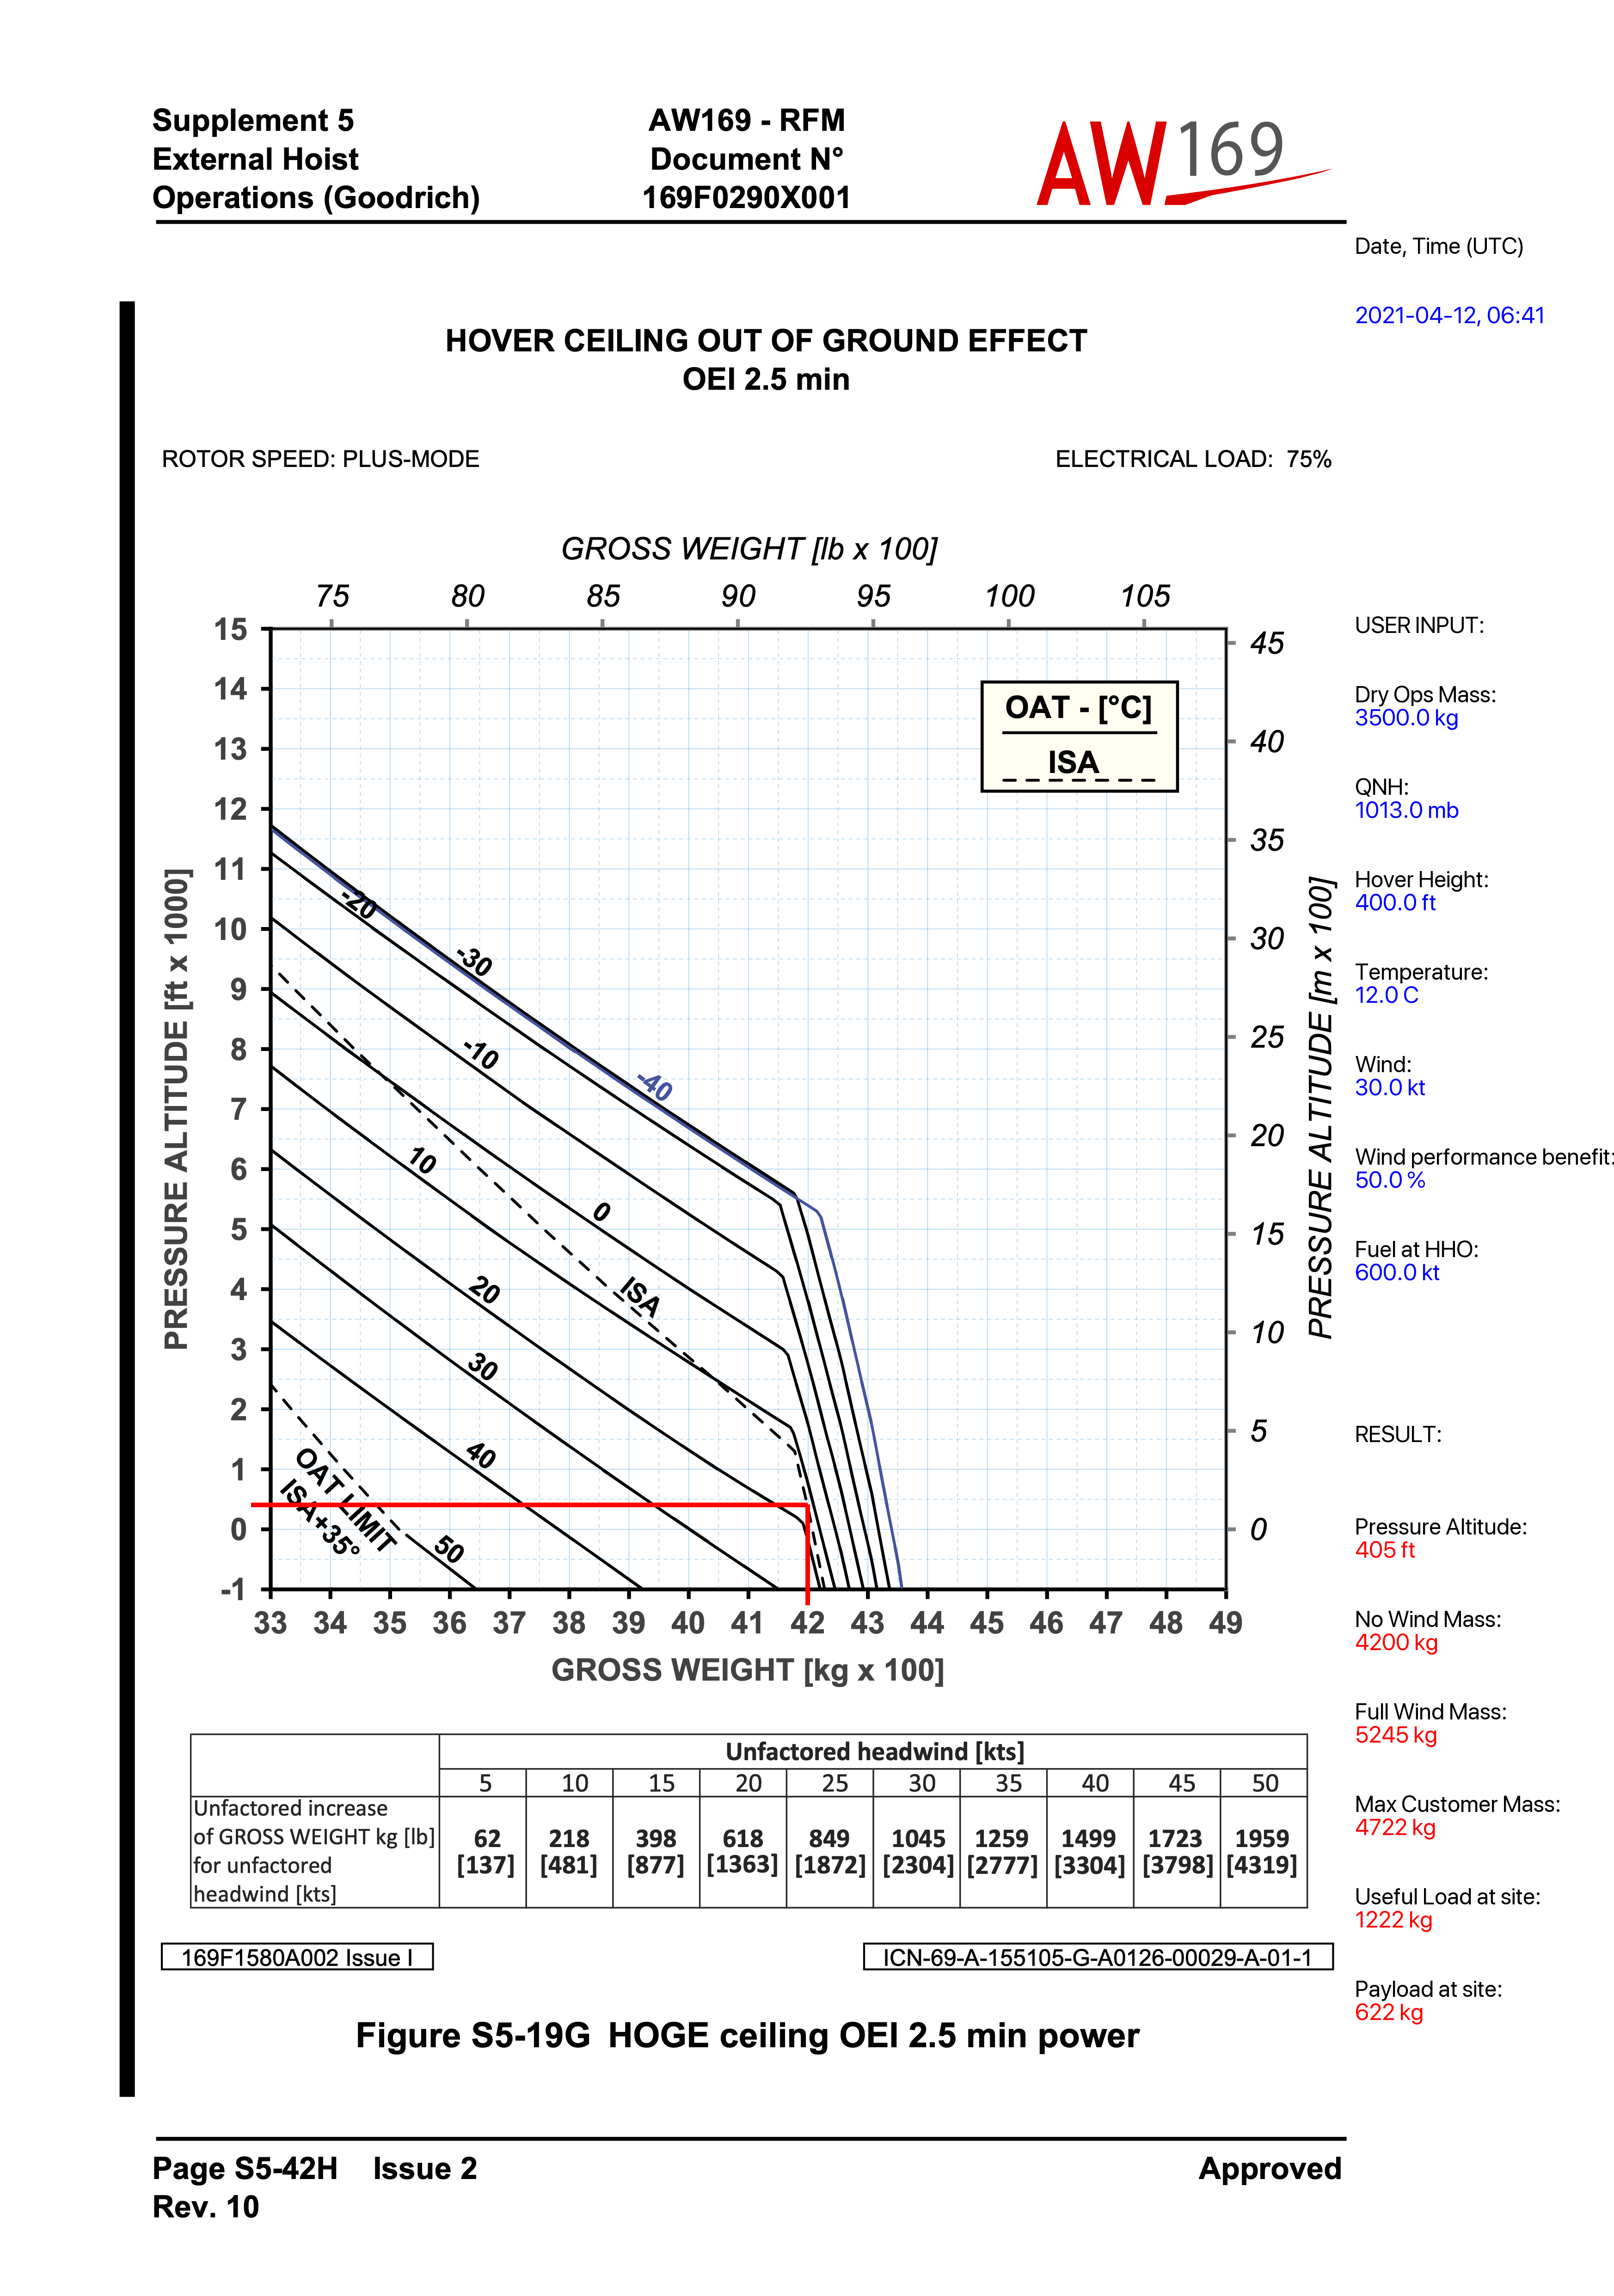 Supplement 5
External Hoist
Operations (Goodrich)
AW169 - RFM
Document N°
169F0290X001
AW169
Date, Time (UTC)
2021-04-12, 06:41
HOVER CEILING OUT OF GROUND EFFECT
OEI 2.5 min
ROTOR SPEED: PLUS-MODE
ELECTRICAL LOAD: 75%
GROSS WEIGHT [lb x 100]
75 80 85 90 95 100 105
PRESSURE ALTITUDE [ft x 1000]
15
14
13
12
11
10
9
8
7
6
5
4
3
2
1
0
-1
OAT - [°C]
ISA
-20
-30
-10
-40
10
0
ISA
20
30
40
50
OAT LIMIT
ISA+35°
45
40
35
30
25
20
15
10
5
0
PRESSURE ALTITUDE [m x 100]
33 34 35 36 37 38 39 40 41 42 43 44 45 46 47 48 49
GROSS WEIGHT [kg x 100]
USER INPUT:
Dry Ops Mass:
3500.0 kg
QNH:
1013.0 mb
Hover Height:
400.0 ft
Temperature:
12.0 C
Wind:
30.0 kt
Wind performance benefit:
50.0 %
Fuel at HHO:
600.0 kt
RESULT:
Pressure Altitude:
405 ft
No Wind Mass:
4200 kg
Full Wind Mass:
5245 kg
Max Customer Mass:
4722 kg
Useful Load at site:
1222 kg
Payload at site:
622 kg
Unfactored headwind [kts]
5 10 15 20 25 30 35 40 45 50
Unfactored increase
of GROSS WEIGHT kg [lb]
for unfactored
headwind [kts]
62 218 398 618 849 1045 1259 1499 1723 1959
[137] [481] [877] [1363] [1872] [2304] [2777] [3304] [3798] [4319]
169F1580A002 Issue I
ICN-69-A-155105-G-A0126-00029-A-01-1
Figure S5-19G HOGE ceiling OEI 2.5 min power
Page S5-42H Issue 2
Rev. 10
Approved